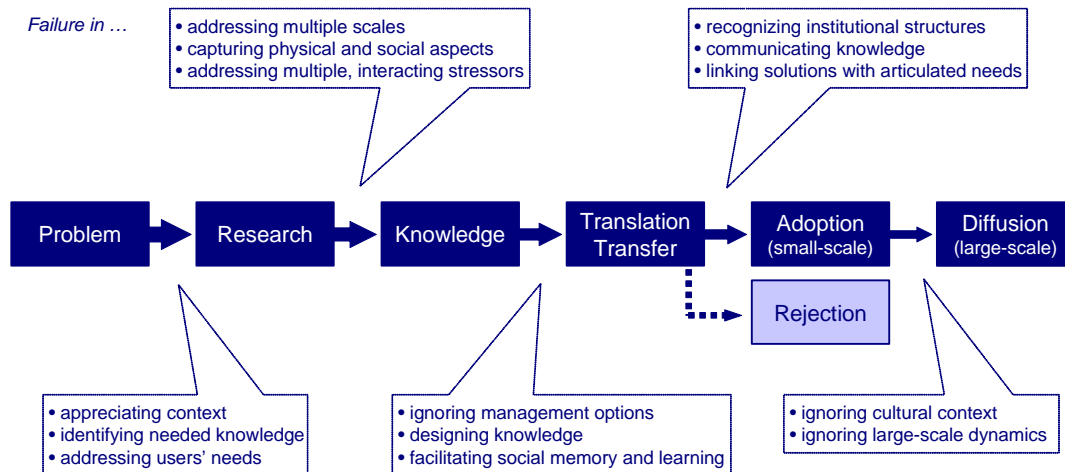 Failure in …
• addressing multiple scales
• capturing physical and social aspects
• addressing multiple, interacting stressors
• recognizing institutional structures
• communicating knowledge
• linking solutions with articulated needs
Problem
Research
Knowledge
Translation
Transfer
Adoption
(small-scale)
Diffusion
(large-scale)
Rejection
• appreciating context
• identifying needed knowledge
• addressing users' needs
• ignoring management options
• designing knowledge
• facilitating social memory and learning
• ignoring cultural context
• ignoring large-scale dynamics